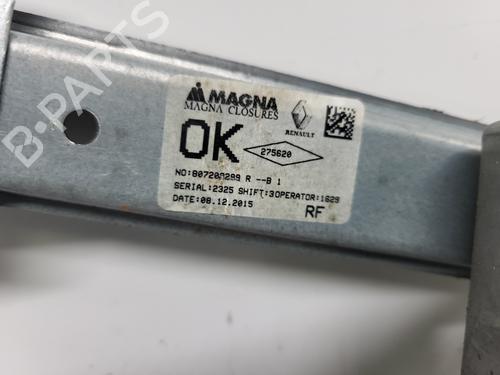 MAGNA
MAGNA CLOSURES
RENAULT
OK
275620
NO:807208299 R --B 1
SERIAL:2325 SHIFT:3OPERATOR:1629
DATE:08.12.2015
RF
B-PARTS